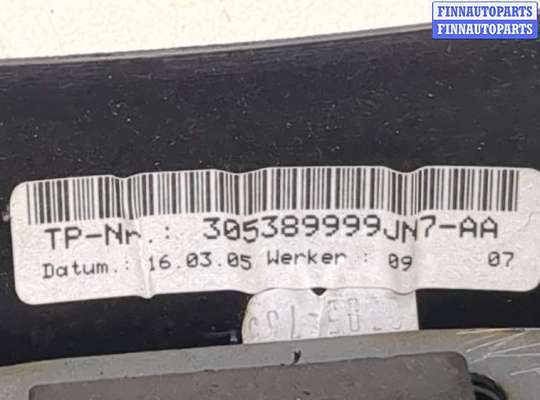 FINNAUTOPARTS
FINNAUTOPARTS
TP-Nr.: 305389999JN7-AA
Datum.: 16.03.05 Werker.: 09 07